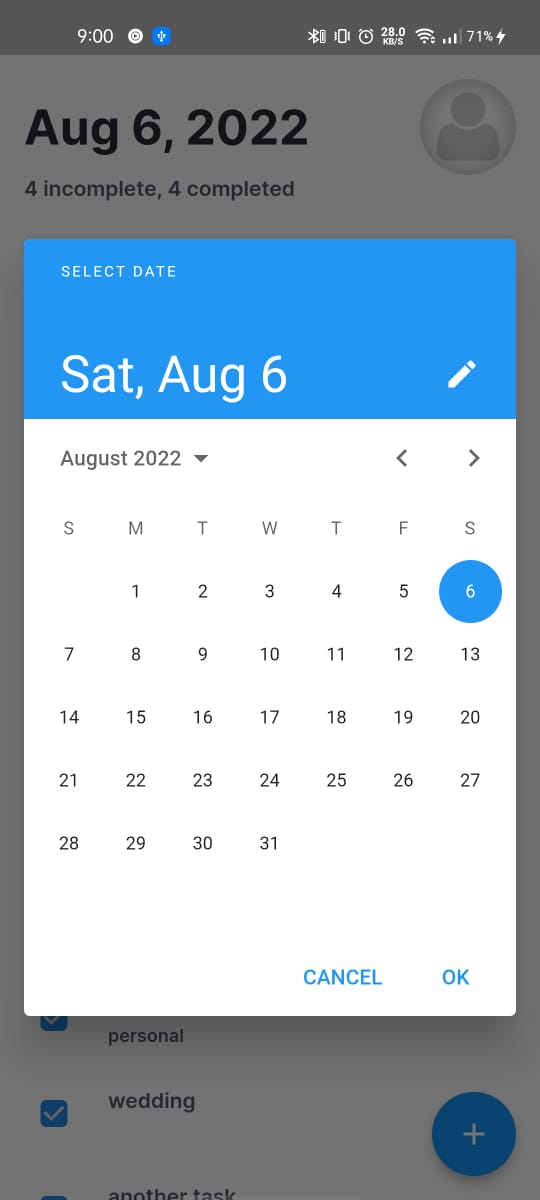 9:00 28.0 KB/S 71%
Aug 6, 2022
4 incomplete, 4 completed
SELECT DATE
Sat, Aug 6
August 2022
S M T W T F S
1 2 3 4 5 6
7 8 9 10 11 12 13
14 15 16 17 18 19 20
21 22 23 24 25 26 27
28 29 30 31
CANCEL OK
personal
wedding
another task